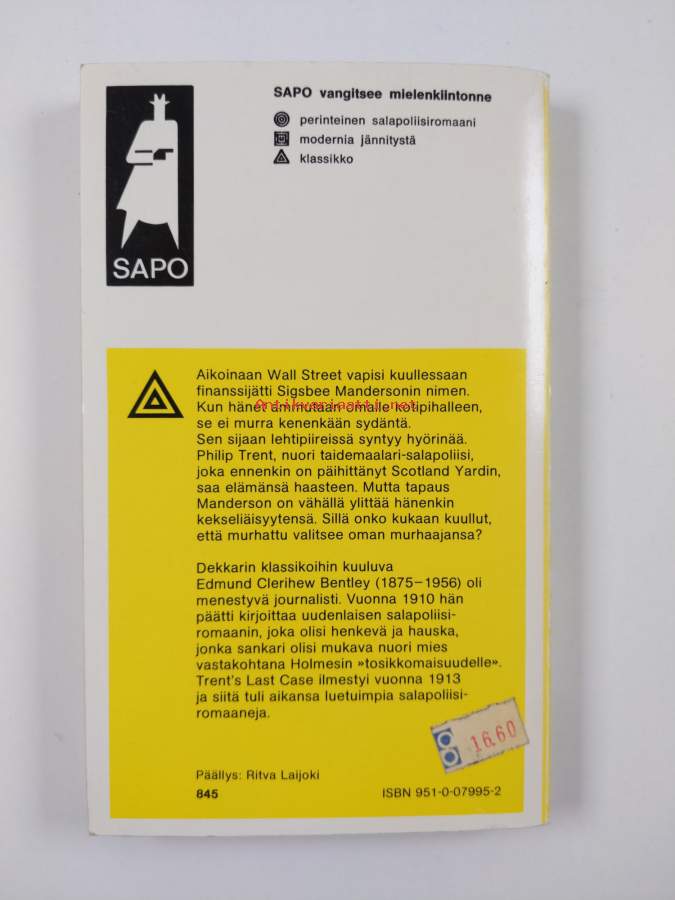 SAPO
SAPO vangitsee mielenkiintonne
perinteinen salapoliisiromaani
modernia jännitystä
klassikko
Aikoinaan Wall Street vapisi kuullessaan
finanssijätti Sigsbee Mandersonin nimen.
Kun hänet ammutaan omalle kotipihalleen,
se ei murra kenenkään sydäntä.
Sen sijaan lehtipiireissä syntyy hyörinää.
Philip Trent, nuori taidemaalari-salapoliisi,
joka ennenkin on päihittänyt Scotland Yardin,
saa elämänsä haasteen. Mutta tapaus
Manderson on vähällä ylittää hänenkin
kekseliäisyytensä. Sillä onko kukaan kuullut,
että murhattu valitsee oman murhaajansa?
Dekkarin klassikoihin kuuluva
Edmund Clerihew Bentley (1875–1956) oli
menestyvä journalisti. Vuonna 1910 hän
päätti kirjoittaa uudenlaisen salapoliisi-
romaanin, joka olisi henkevä ja hauska,
jonka sankari olisi mukava nuori mies
vastakohtana Holmesin »tosikkomaisuudelle».
Trent's Last Case ilmestyi vuonna 1913
ja siitä tuli aikansa luetuimpia salapoliisi-
romaaneja.
16.60
Päällys: Ritva Laijoki
845
ISBN 951-0-07995-2
Antikvariaatti.net